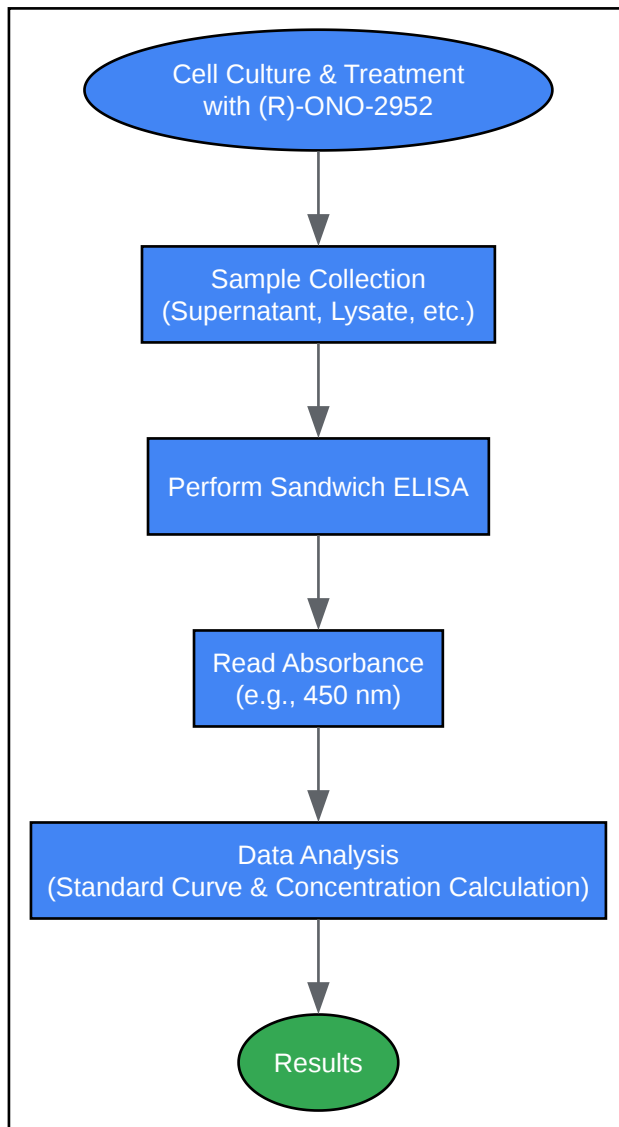 Cell Culture & Treatment
with (R)-ONO-2952
Sample Collection
(Supernatant, Lysate, etc.)
Perform Sandwich ELISA
Read Absorbance
(e.g., 450 nm)
Data Analysis
(Standard Curve & Concentration Calculation)
Results